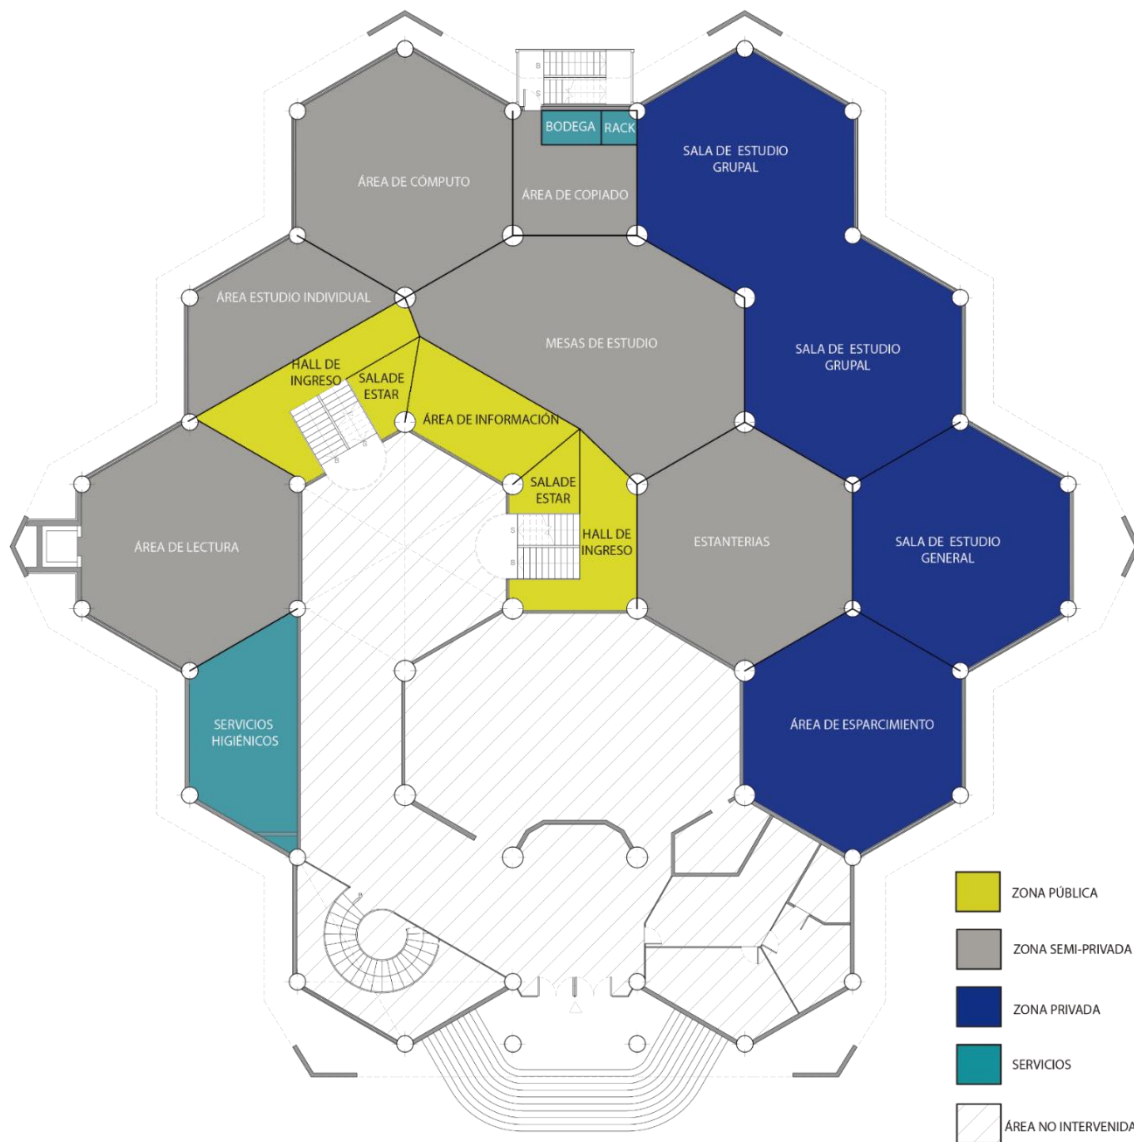 BODEGA
RACK
SALA DE ESTUDIO
GRUPAL
ÁREA DE CÓMPUTO
ÁREA DE COPIADO
ÁREA ESTUDIO INDIVIDUAL
MESAS DE ESTUDIO
SALA DE ESTUDIO
GRUPAL
HALL DE
INGRESO
SALADE
ESTAR
ÁREA DE INFORMACIÓN
SALADE
ESTAR
HALL DE
INGRESO
ÁREA DE LECTURA
ESTANTERIAS
SALA DE ESTUDIO
GENERAL
SERVICIOS
HIGIÉNICOS
ÁREA DE ESPARCIMIENTO
ZONA PÚBLICA
ZONA SEMI-PRIVADA
ZONA PRIVADA
SERVICIOS
ÁREA NO INTERVENIDA